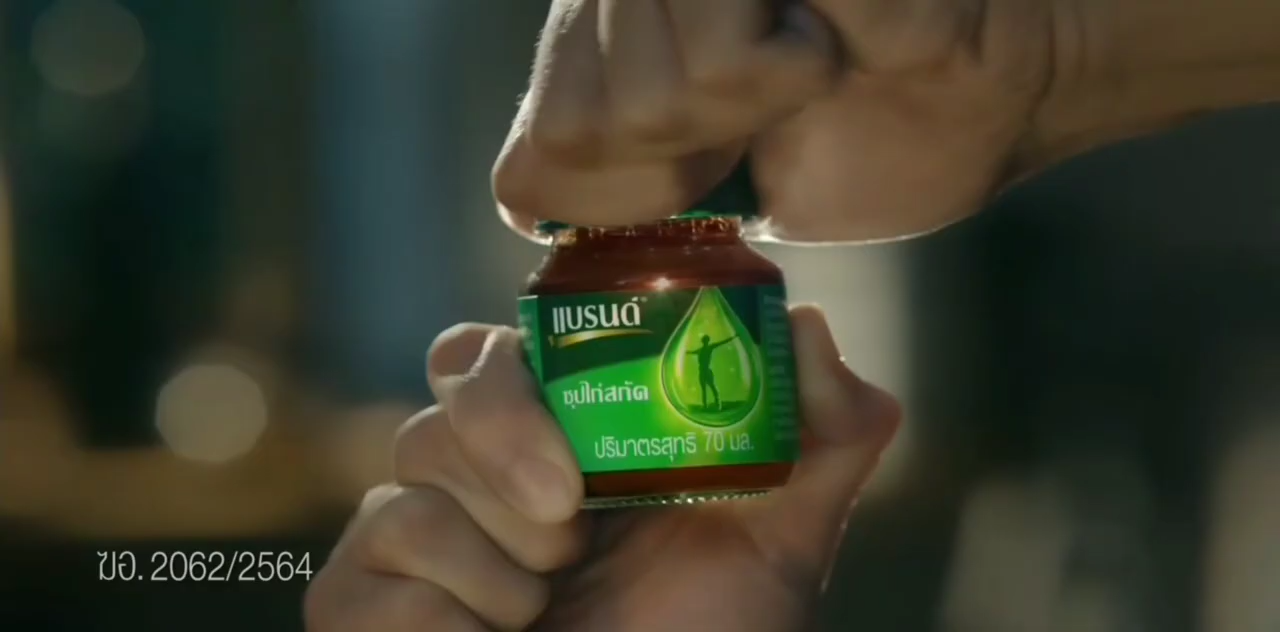 แบรนด์
ซุปไก่สกัด
ปริมาตรสุทธิ 70 มล.
ฆอ. 2062/2564